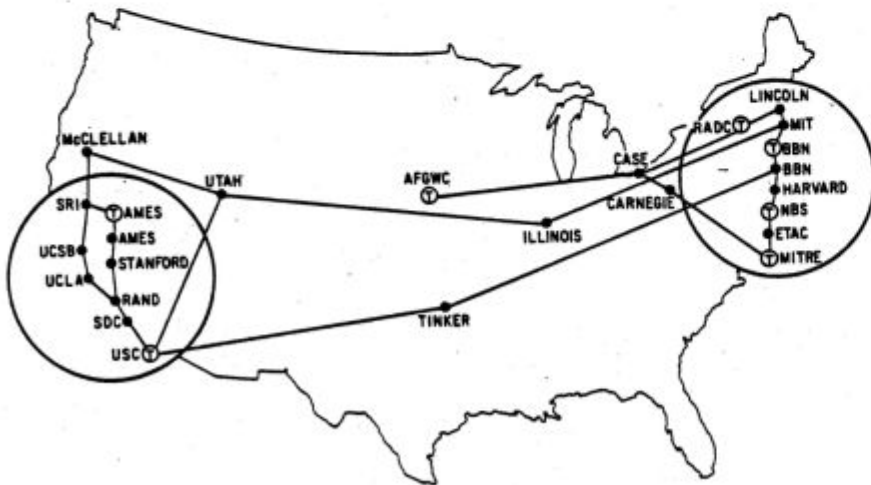 LINCOLN
RADC T
MIT
McCLELLAN
T BBN
CASE
BBN
UTAH
AFGWC
T
HARVARD
CARNEGIE
SRI
T AMES
T NBS
ILLINOIS
AMES
ETAC
UCSB
STANFORD
T MITRE
UCLA
RAND
TINKER
SDC
USC T